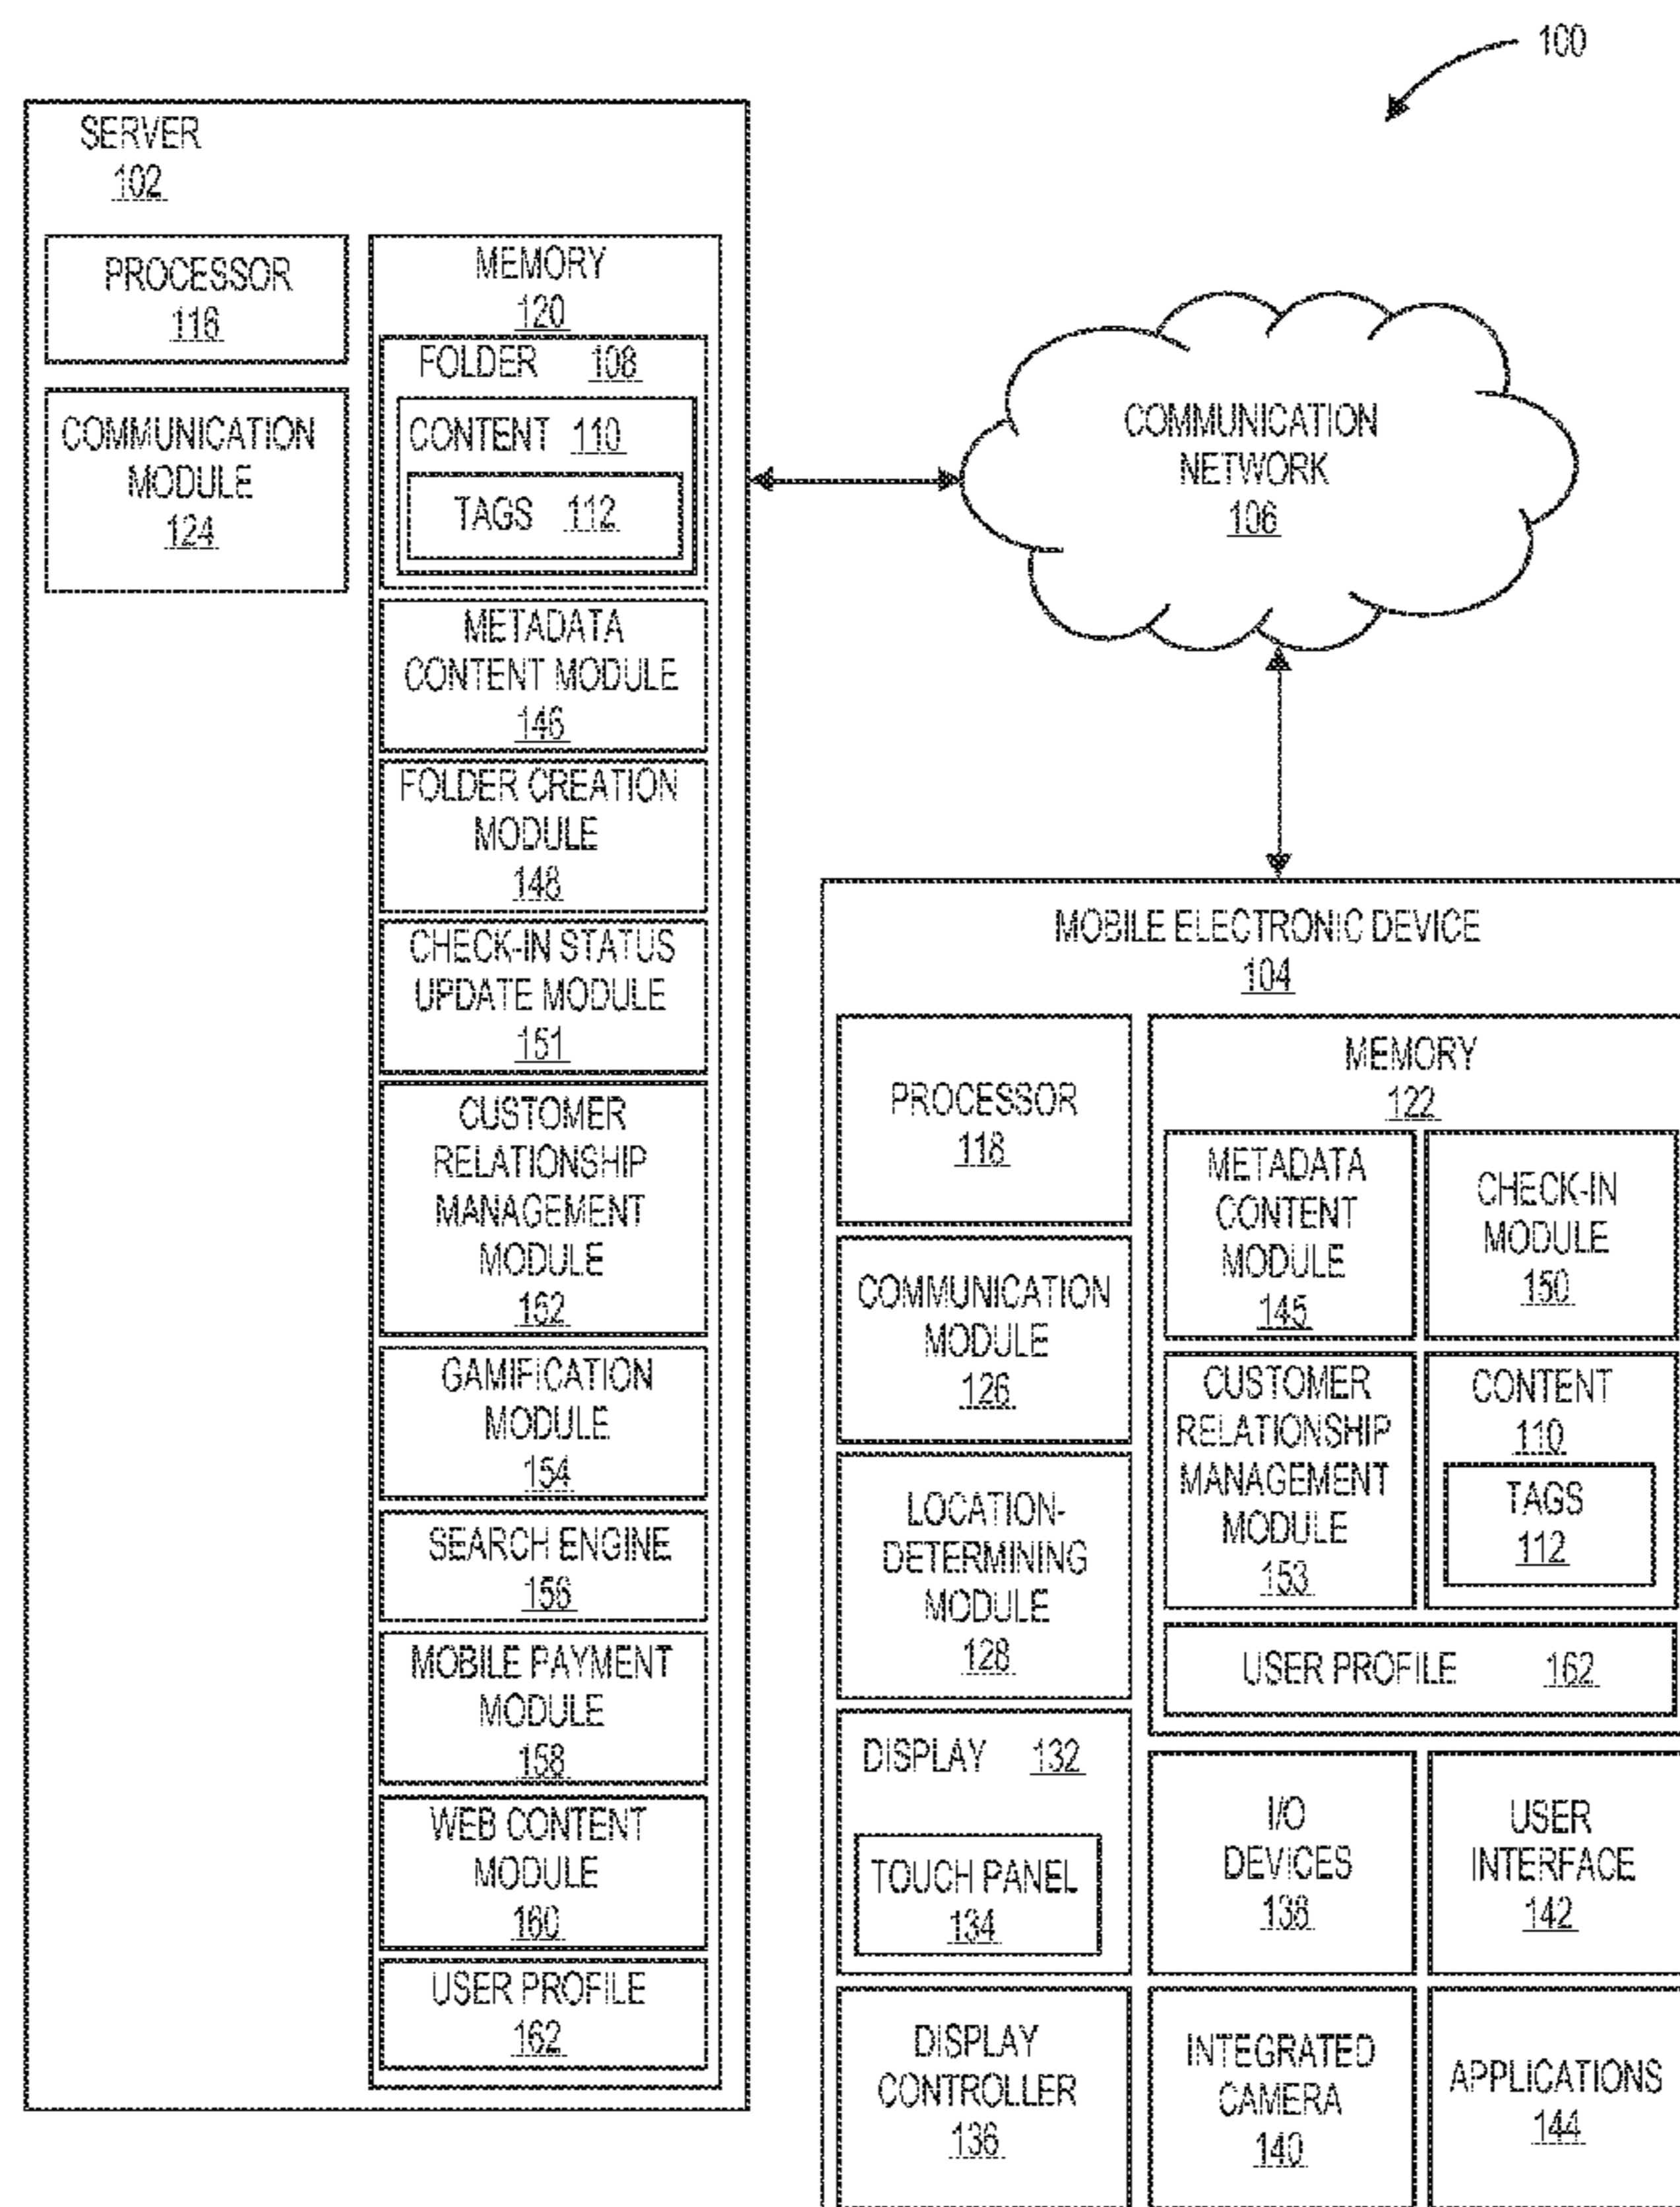 100
SERVER
102
PROCESSOR
116
COMMUNICATION
MODULE
124
MEMORY
120
FOLDER 108
CONTENT 110
TAGS 112
METADATA
CONTENT MODULE
146
FOLDER CREATION
MODULE
148
CHECK-IN STATUS
UPDATE MODULE
151
CUSTOMER
RELATIONSHIP
MANAGEMENT
MODULE
152
GAMIFICATION
MODULE
154
SEARCH ENGINE
156
MOBILE PAYMENT
MODULE
158
WEB CONTENT
MODULE
160
USER PROFILE
162
COMMUNICATION
NETWORK
106
MOBILE ELECTRONIC DEVICE
104
PROCESSOR
118
COMMUNICATION
MODULE
126
LOCATION-
DETERMINING
MODULE
128
DISPLAY 132
TOUCH PANEL
134
DISPLAY
CONTROLLER
136
MEMORY
122
METADATA
CONTENT
MODULE
145
CHECK-IN
MODULE
150
CUSTOMER
RELATIONSHIP
MANAGEMENT
MODULE
153
CONTENT
110
TAGS
112
USER PROFILE 162
I/O
DEVICES
138
USER
INTERFACE
142
INTEGRATED
CAMERA
140
APPLICATIONS
144